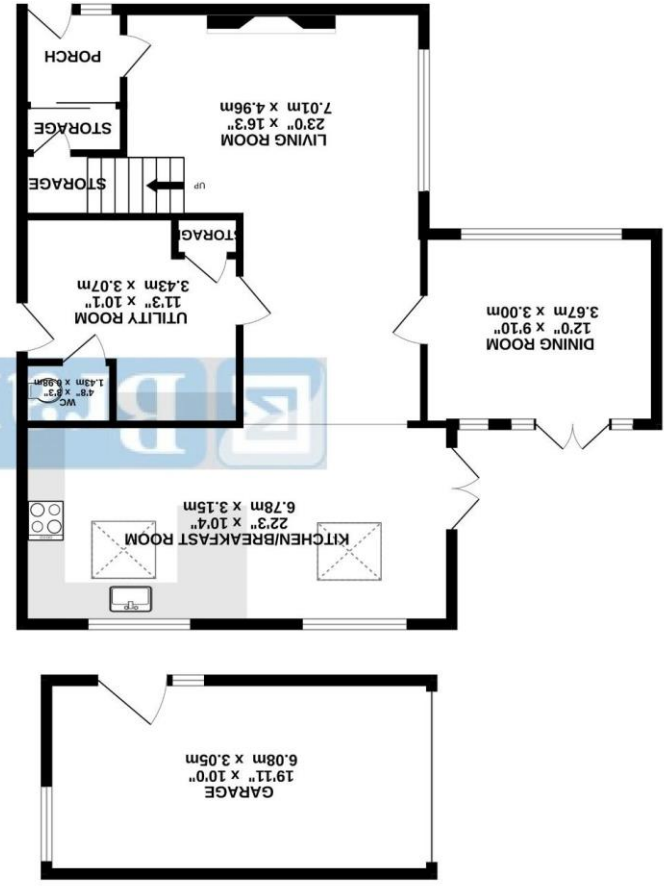 GARAGE
19'11" x 10'0"
6.08m x 3.05m
KITCHEN/BREAKFAST ROOM
22'3" x 10'4"
6.78m x 3.15m
B
WC
4'8" x 3'3"
1.43m x 0.98m
DINING ROOM
12'0" x 9'10"
3.67m x 3.00m
UTILITY ROOM
11'3" x 10'1"
3.43m x 3.07m
STORAGE
UP
STORAGE
LIVING ROOM
23'0" x 16'3"
7.01m x 4.96m
STORAGE
PORCH